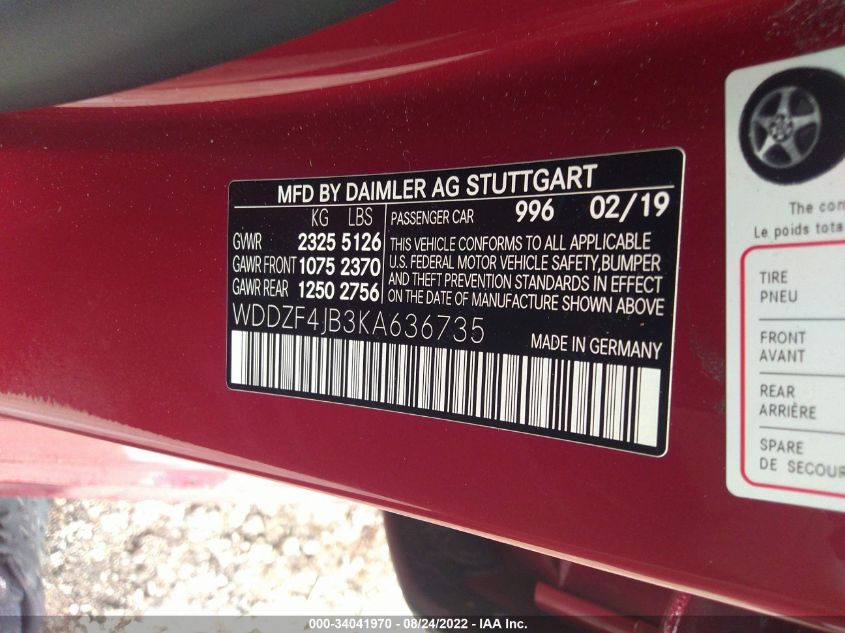 MFD BY DAIMLER AG STUTTGART
KG LBS
GVWR 2325 5126
GAWR FRONT 1075 2370
GAWR REAR 1250 2756
PASSENGER CAR 996 02/19
THIS VEHICLE CONFORMS TO ALL APPLICABLE
U.S. FEDERAL MOTOR VEHICLE SAFETY,BUMPER
AND THEFT PREVENTION STANDARDS IN EFFECT
ON THE DATE OF MANUFACTURE SHOWN ABOVE
WDDZF4JB3KA636735
MADE IN GERMANY
The com
Le poids tota
TIRE
PNEU
FRONT
AVANT
REAR
ARRIÈRE
SPARE
DE SECOUR
000-34041970 - 08/24/2022 - IAA Inc.